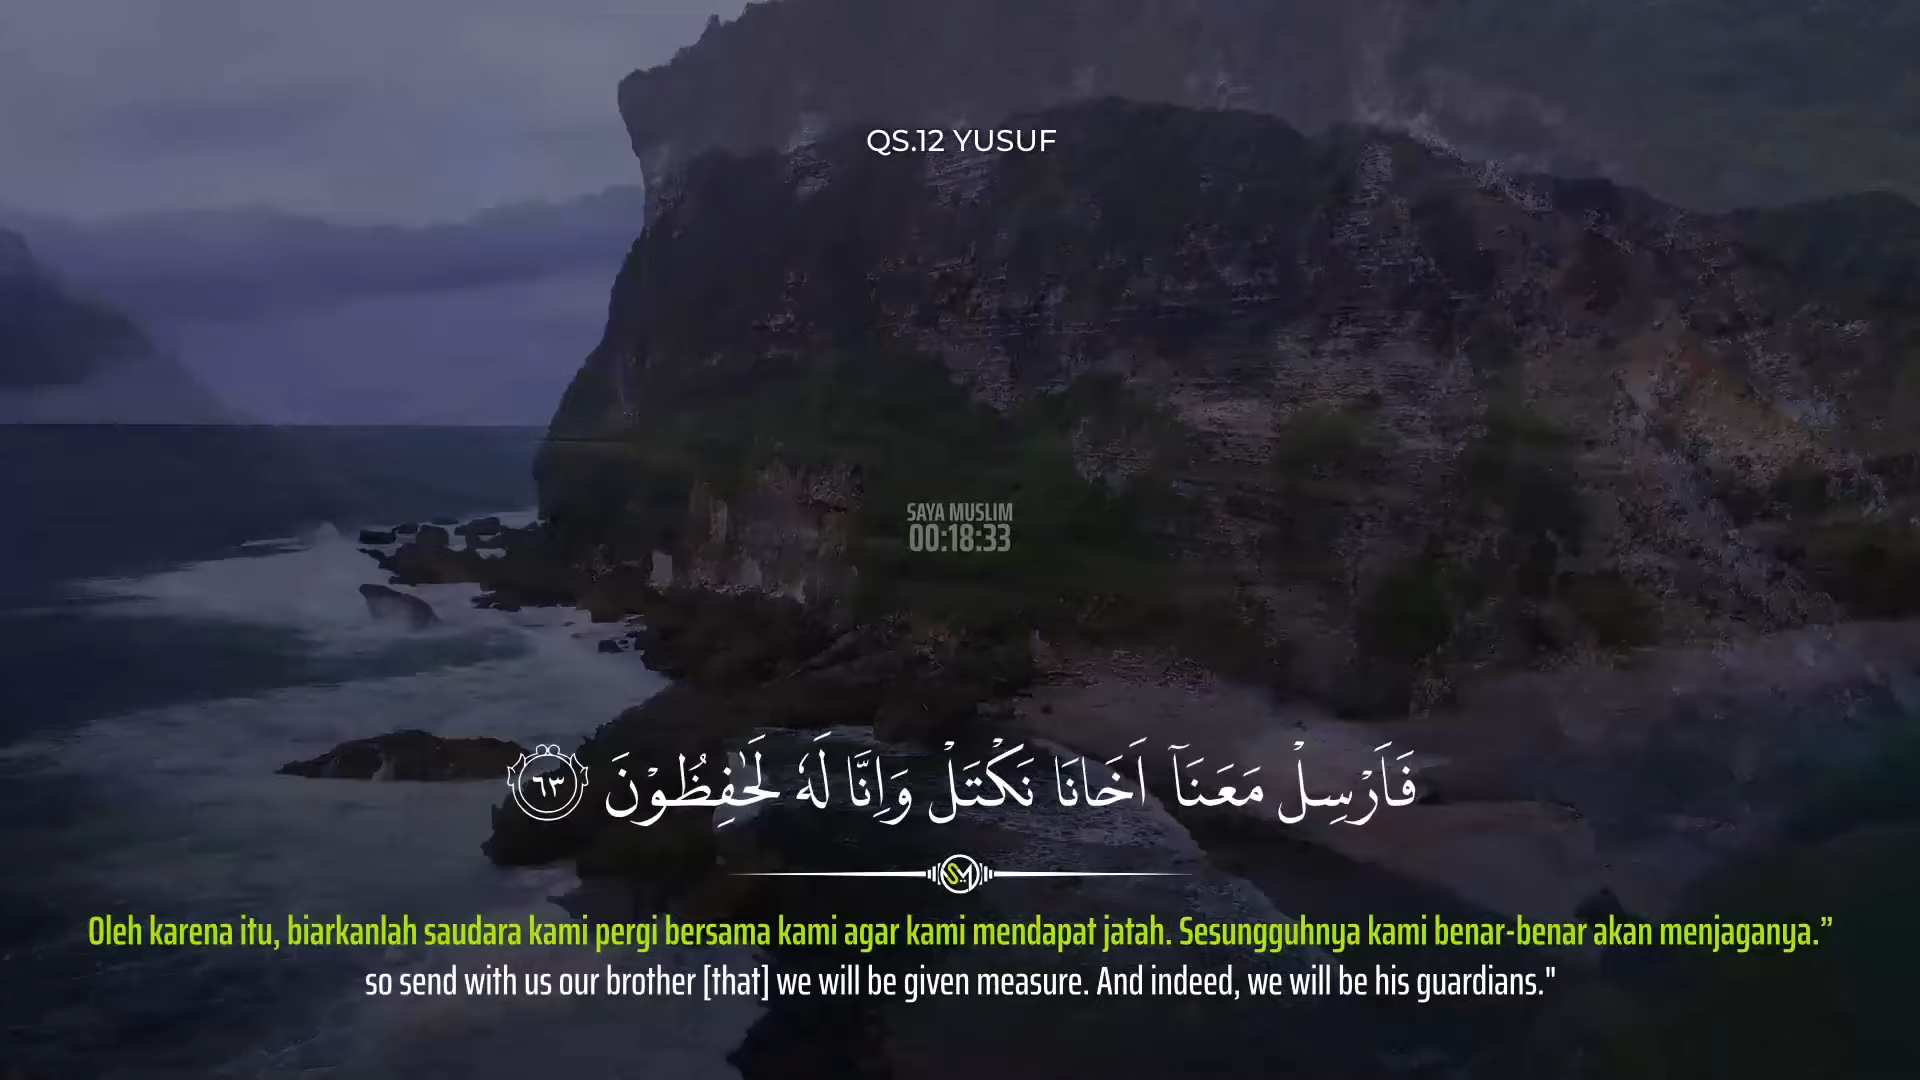 QS.12 YUSUF
SAYA MUSLIM
00:18:33
فَاَرْسِلْ مَعَنَآ اَخَانَا نَكْتَلْ وَاِنَّا لَهٗ لَحٰفِظُوْنَ ٦٣
SM
Oleh karena itu, biarkanlah saudara kami pergi bersama kami agar kami mendapat jatah. Sesungguhnya kami benar-benar akan menjaganya.”
so send with us our brother [that] we will be given measure. And indeed, we will be his guardians."